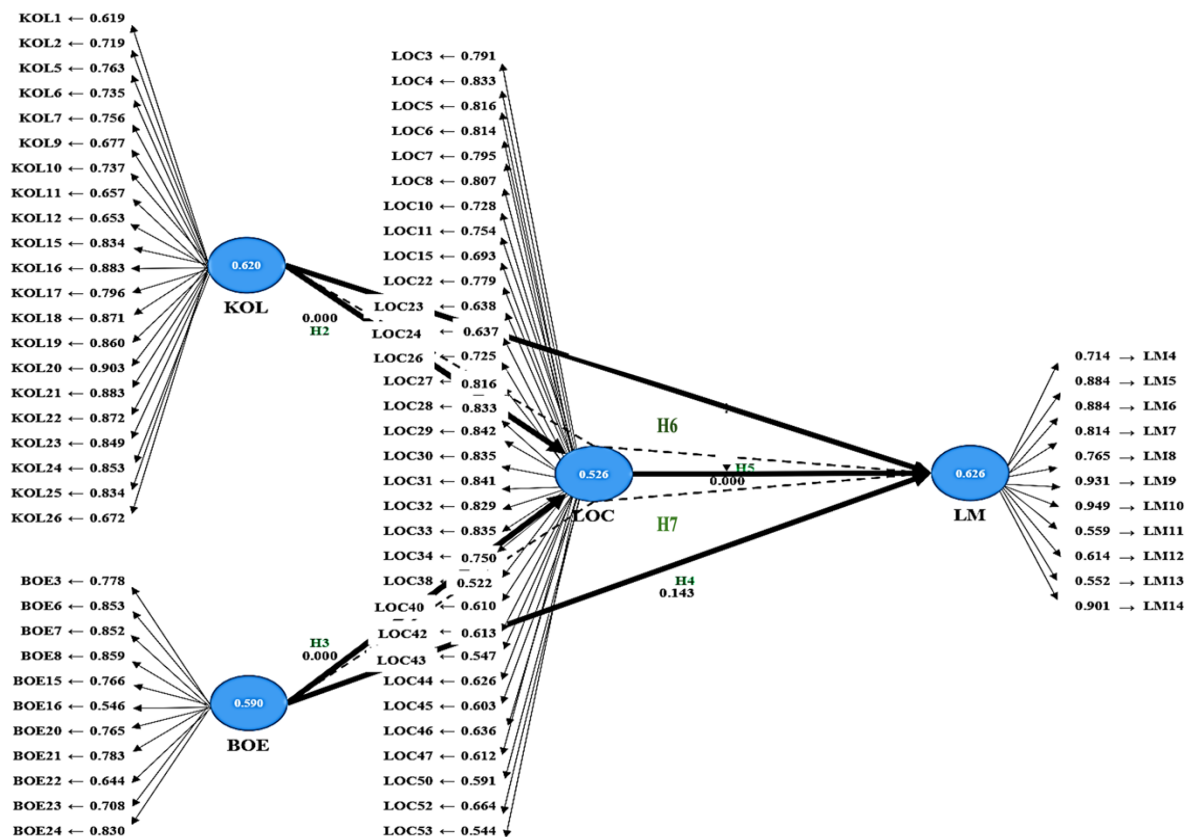 KOL1 ← 0.619
KOL2 ← 0.719
KOL5 ← 0.763
KOL6 ← 0.735
KOL7 ← 0.756
KOL9 ← 0.677
KOL10 ← 0.737
KOL11 ← 0.657
KOL12 ← 0.653
KOL15 ← 0.834
KOL16 ← 0.883
KOL17 ← 0.796
KOL18 ← 0.871
KOL19 ← 0.860
KOL20 ← 0.903
KOL21 ← 0.883
KOL22 ← 0.872
KOL23 ← 0.849
KOL24 ← 0.853
KOL25 ← 0.834
KOL26 ← 0.672
0.620
KOL
0.000
H2
BOE3 ← 0.778
BOE6 ← 0.853
BOE7 ← 0.852
BOE8 ← 0.859
BOE15 ← 0.766
BOE16 ← 0.546
BOE20 ← 0.765
BOE21 ← 0.783
BOE22 ← 0.644
BOE23 ← 0.708
BOE24 ← 0.830
0.590
BOE
H3
0.000
LOC3 ← 0.791
LOC4 ← 0.833
LOC5 ← 0.816
LOC6 ← 0.814
LOC7 ← 0.795
LOC8 ← 0.807
LOC10 ← 0.728
LOC11 ← 0.754
LOC15 ← 0.693
LOC22 ← 0.779
LOC23 ← 0.638
LOC24 ← 0.637
LOC26 ← 0.725
LOC27 ← 0.816
LOC28 ← 0.833
LOC29 ← 0.842
LOC30 ← 0.835
LOC31 ← 0.841
LOC32 ← 0.829
LOC33 ← 0.835
LOC34 ← 0.750
LOC38 ← 0.522
LOC40 ← 0.610
LOC42 ← 0.613
LOC43 ← 0.547
LOC44 ← 0.626
LOC45 ← 0.603
LOC46 ← 0.636
LOC47 ← 0.612
LOC50 ← 0.591
LOC52 ← 0.664
LOC53 ← 0.544
0.526
LOC
H6
H5
0.000
H7
H4
0.143
0.626
LM
0.714 → LM4
0.884 → LM5
0.884 → LM6
0.814 → LM7
0.765 → LM8
0.931 → LM9
0.949 → LM10
0.559 → LM11
0.614 → LM12
0.552 → LM13
0.901 → LM14